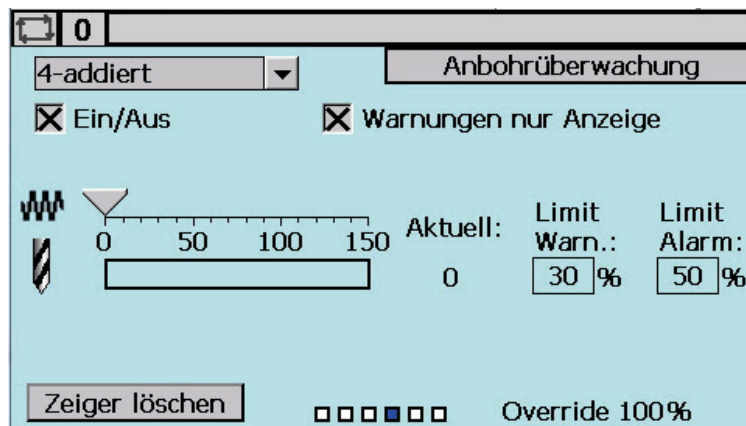 0
4-addiert
Anbohrüberwachung
Ein/Aus
Warnungen nur Anzeige
0 50 100 150
Aktuell:
0
Limit Warn.:
30 %
Limit Alarm:
50 %
Zeiger löschen
Override 100%